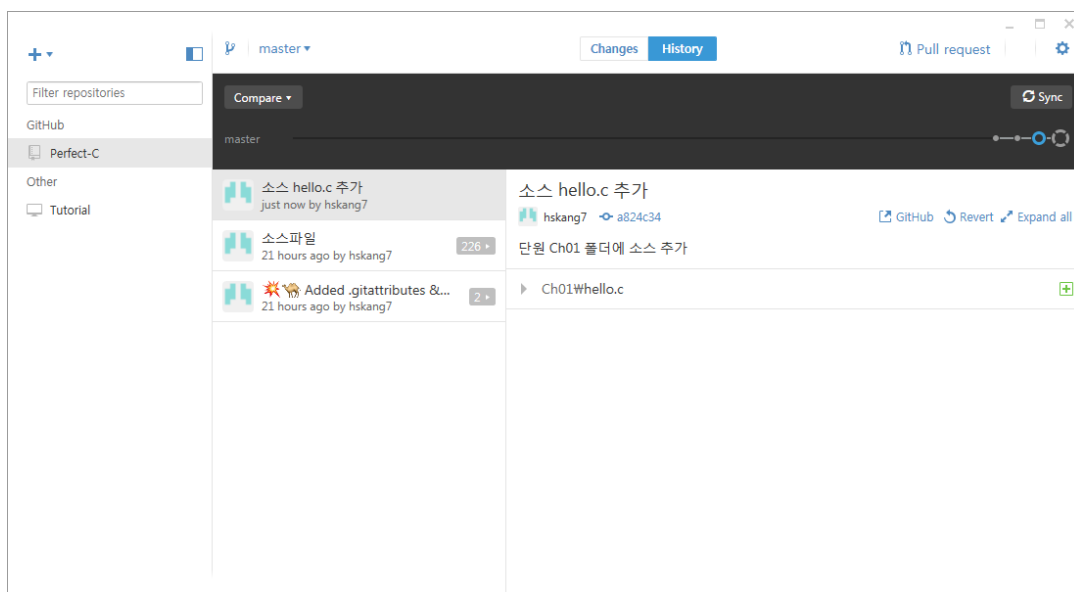 master
Changes
History
Pull request
Filter repositories
GitHub
Perfect-C
Other
Tutorial
Compare
Sync
master
소스 hello.c 추가
just now by hskang7
소스파일
21 hours ago by hskang7
226
Added .gitattributes &...
21 hours ago by hskang7
2
소스 hello.c 추가
hskang7
a824c34
GitHub
Revert
Expand all
단원 Ch01 폴더에 소스 추가
Ch01₩hello.c